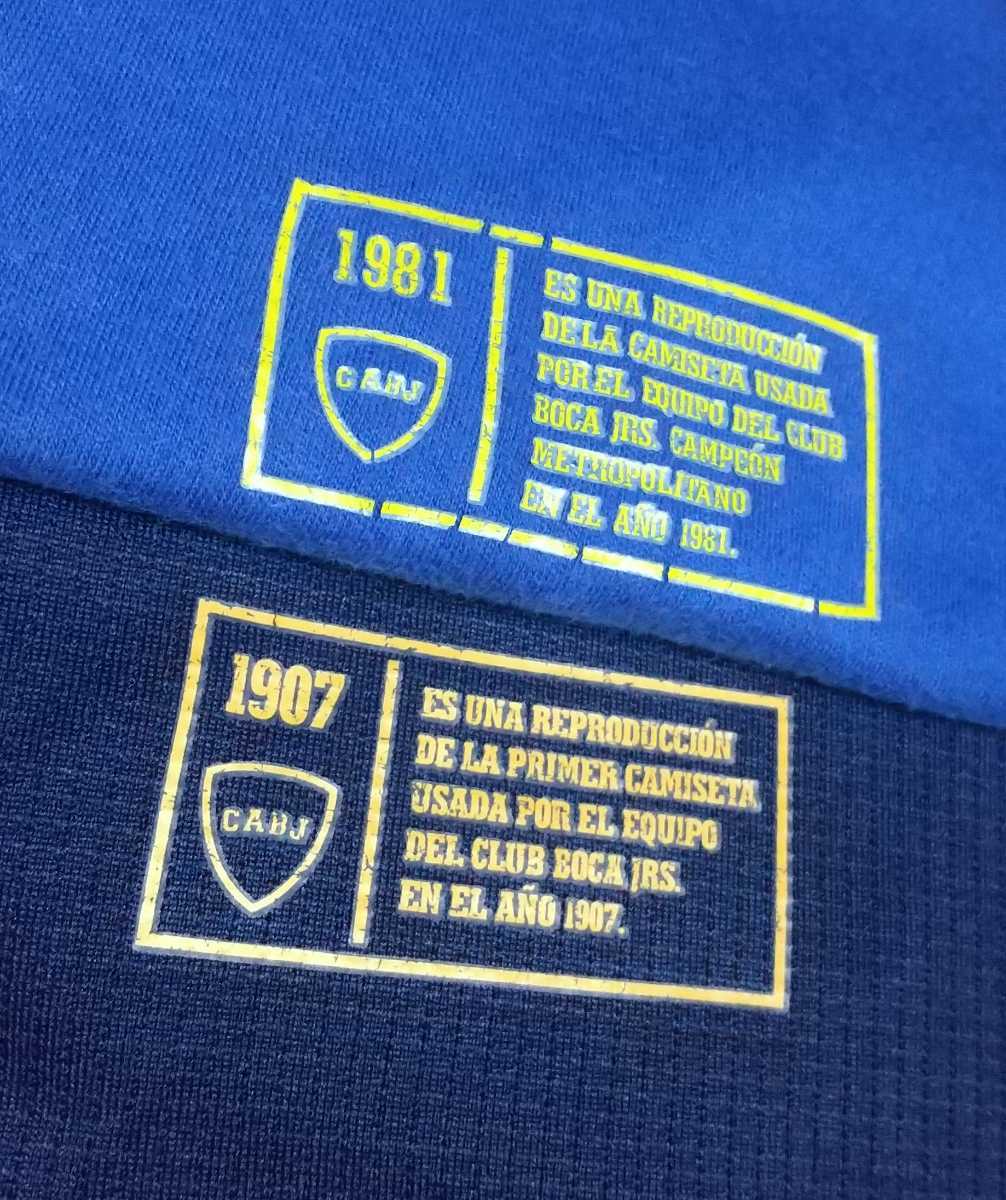 1981
CABJ
ES UNA REPRODUCCIÓN
DE LA CAMISETA USADA
POR EL EQUIPO DEL CLUB
BOCA JRS. CAMPEÓN
METROPOLITANO
EN EL AÑO 1981.
1907
CABJ
ES UNA REPRODUCCIÓN
DE LA PRIMER CAMISETA
USADA POR EL EQUIPO
DEL CLUB BOCA JRS.
EN EL AÑO 1907.